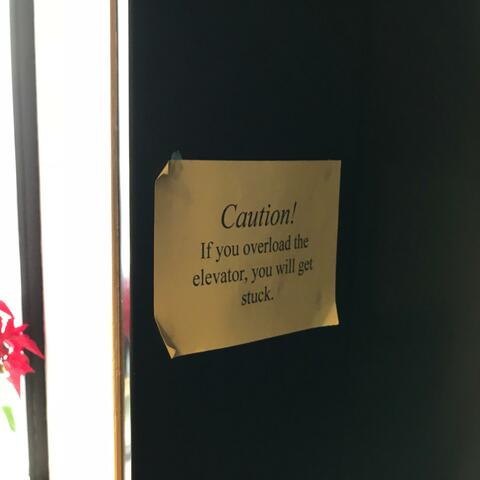 Caution!
If you overload the
elevator, you will get
stuck.